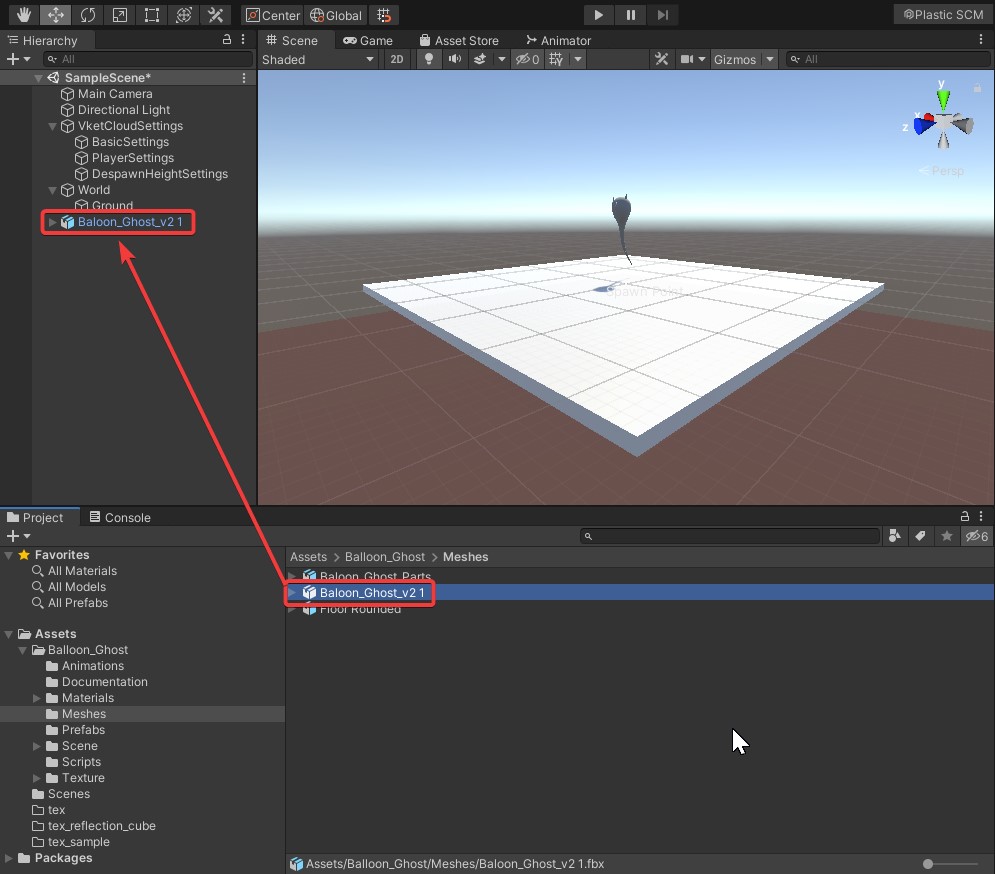 Center
Global
Plastic SCM
Hierarchy
All
SampleScene*
Main Camera
Directional Light
VketCloudSettings
BasicSettings
PlayerSettings
DespawnHeightSettings
World
Ground
Baloon_Ghost_v2 1
Scene
Game
Asset Store
Animator
Shaded
2D
0
Gizmos
All
y
x
z
Persp
Spawn Point
Project
Console
6
Favorites
All Materials
All Models
All Prefabs
Assets
Balloon_Ghost
Animations
Documentation
Materials
Meshes
Prefabs
Scene
Scripts
Texture
Scenes
tex
tex_reflection_cube
tex_sample
Packages
Assets > Balloon_Ghost > Meshes
Baloon_Ghost_Parts
Baloon_Ghost_v2 1
Floor Rounded
Assets/Balloon_Ghost/Meshes/Baloon_Ghost_v2 1.fbx